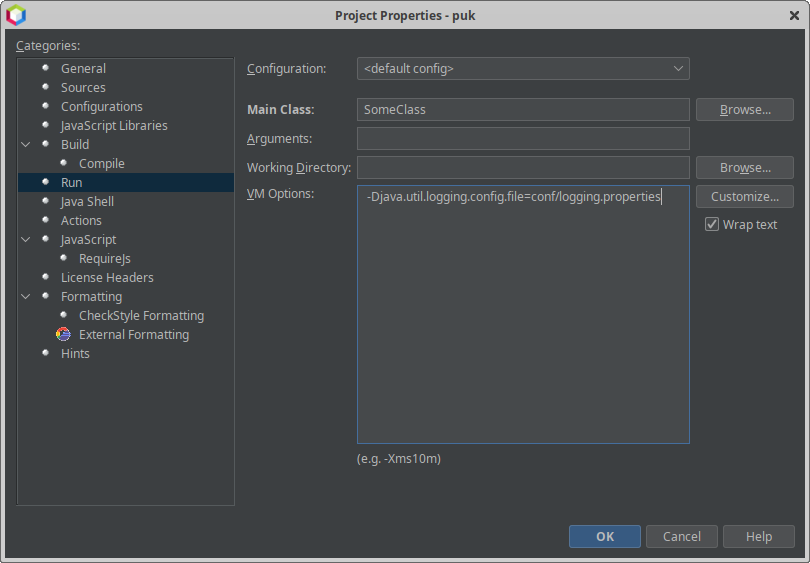 Project Properties - puk
Categories:
General
Sources
Configurations
JavaScript Libraries
Build
Compile
Run
Java Shell
Actions
JavaScript
RequireJs
License Headers
Formatting
CheckStyle Formatting
External Formatting
Hints
Configuration: <default config>
Main Class: SomeClass Browse...
Arguments:
Working Directory: Browse...
VM Options: -Djava.util.logging.config.file=conf/logging.properties Customize...
Wrap text
(e.g. -Xms10m)
OK Cancel Help